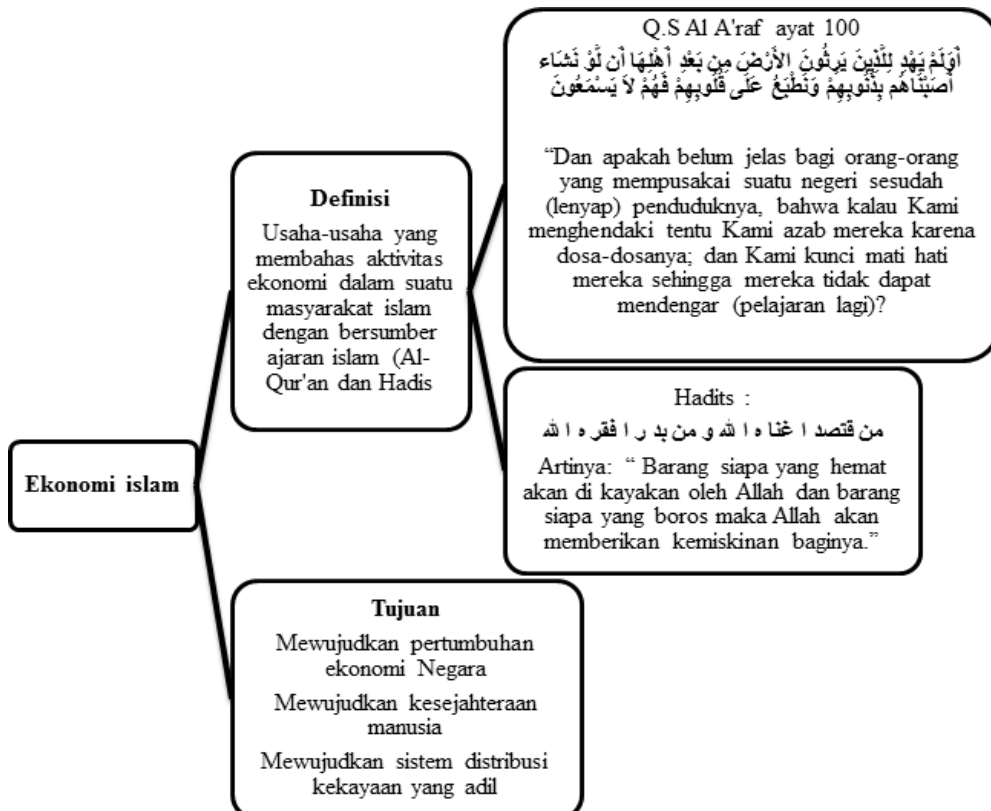 Ekonomi islam
Definisi
Usaha-usaha yang
membahas aktivitas
ekonomi dalam suatu
masyarakat islam
dengan bersumber
ajaran islam (Al-
Qur'an dan Hadis
Q.S Al A'raf ayat 100
أَوَلَمْ يَهْدِ لِلَّذِينَ يَرِثُونَ الأَرْضَ مِن بَعْدِ أَهْلِهَا أَن لَّوْ نَشَاء
أَصَبْنَاهُم بِذُنُوبِهِمْ وَنَطْبَعُ عَلَى قُلُوبِهِمْ فَهُمْ لاَ يَسْمَعُونَ
“Dan apakah belum jelas bagi orang-orang
yang mempusakai suatu negeri sesudah
(lenyap) penduduknya, bahwa kalau Kami
menghendaki tentu Kami azab mereka karena
dosa-dosanya; dan Kami kunci mati hati
mereka sehingga mereka tidak dapat
mendengar (pelajaran lagi)?
Hadits :
من قتصد ا غنا ه ا لله و من بد ر ا فقر ه ا لله
Artinya: “ Barang siapa yang hemat
akan di kayakan oleh Allah dan barang
siapa yang boros maka Allah akan
memberikan kemiskinan baginya.”
Tujuan
Mewujudkan pertumbuhan
ekonomi Negara
Mewujudkan kesejahteraan
manusia
Mewujudkan sistem distribusi
kekayaan yang adil